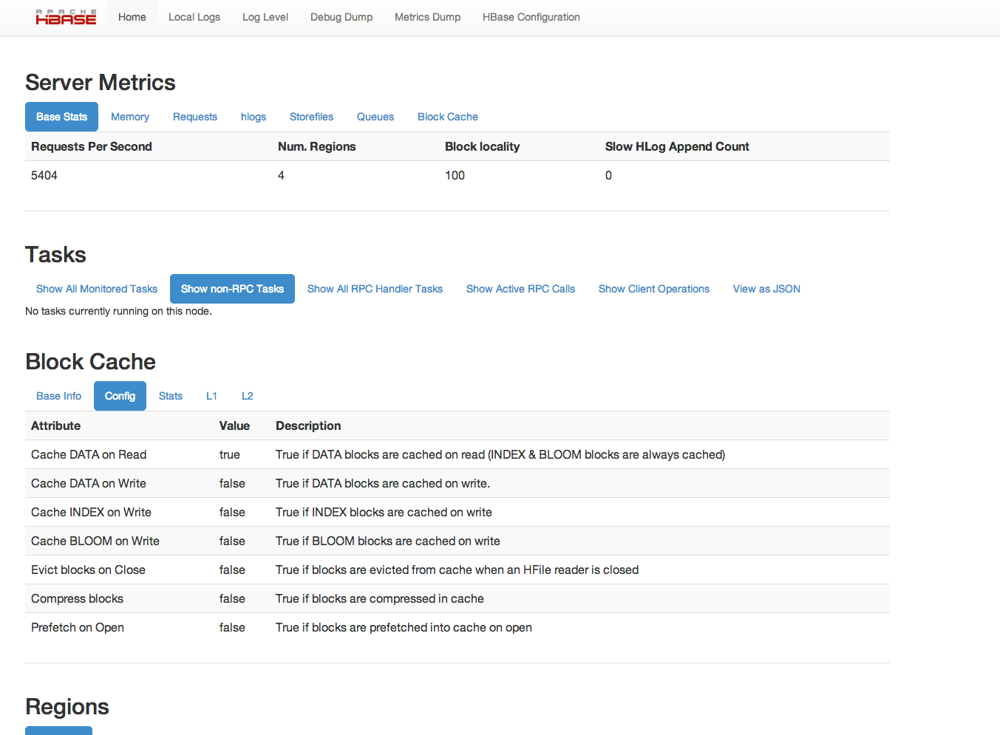 APACHE
HBASE Home Local Logs Log Level Debug Dump Metrics Dump HBase Configuration
Server Metrics
Base Stats Memory Requests hlogs Storefiles Queues Block Cache
Requests Per Second Num. Regions Block locality Slow HLog Append Count
5404 4 100 0
Tasks
Show All Monitored Tasks Show non-RPC Tasks Show All RPC Handler Tasks Show Active RPC Calls Show Client Operations View as JSON
No tasks currently running on this node.
Block Cache
Base Info Config Stats L1 L2
Attribute Value Description
Cache DATA on Read true True if DATA blocks are cached on read (INDEX & BLOOM blocks are always cached)
Cache DATA on Write false True if DATA blocks are cached on write.
Cache INDEX on Write false True if INDEX blocks are cached on write
Cache BLOOM on Write false True if BLOOM blocks are cached on write
Evict blocks on Close false True if blocks are evicted from cache when an HFile reader is closed
Compress blocks false True if blocks are compressed in cache
Prefetch on Open false True if blocks are prefetched into cache on open
Regions